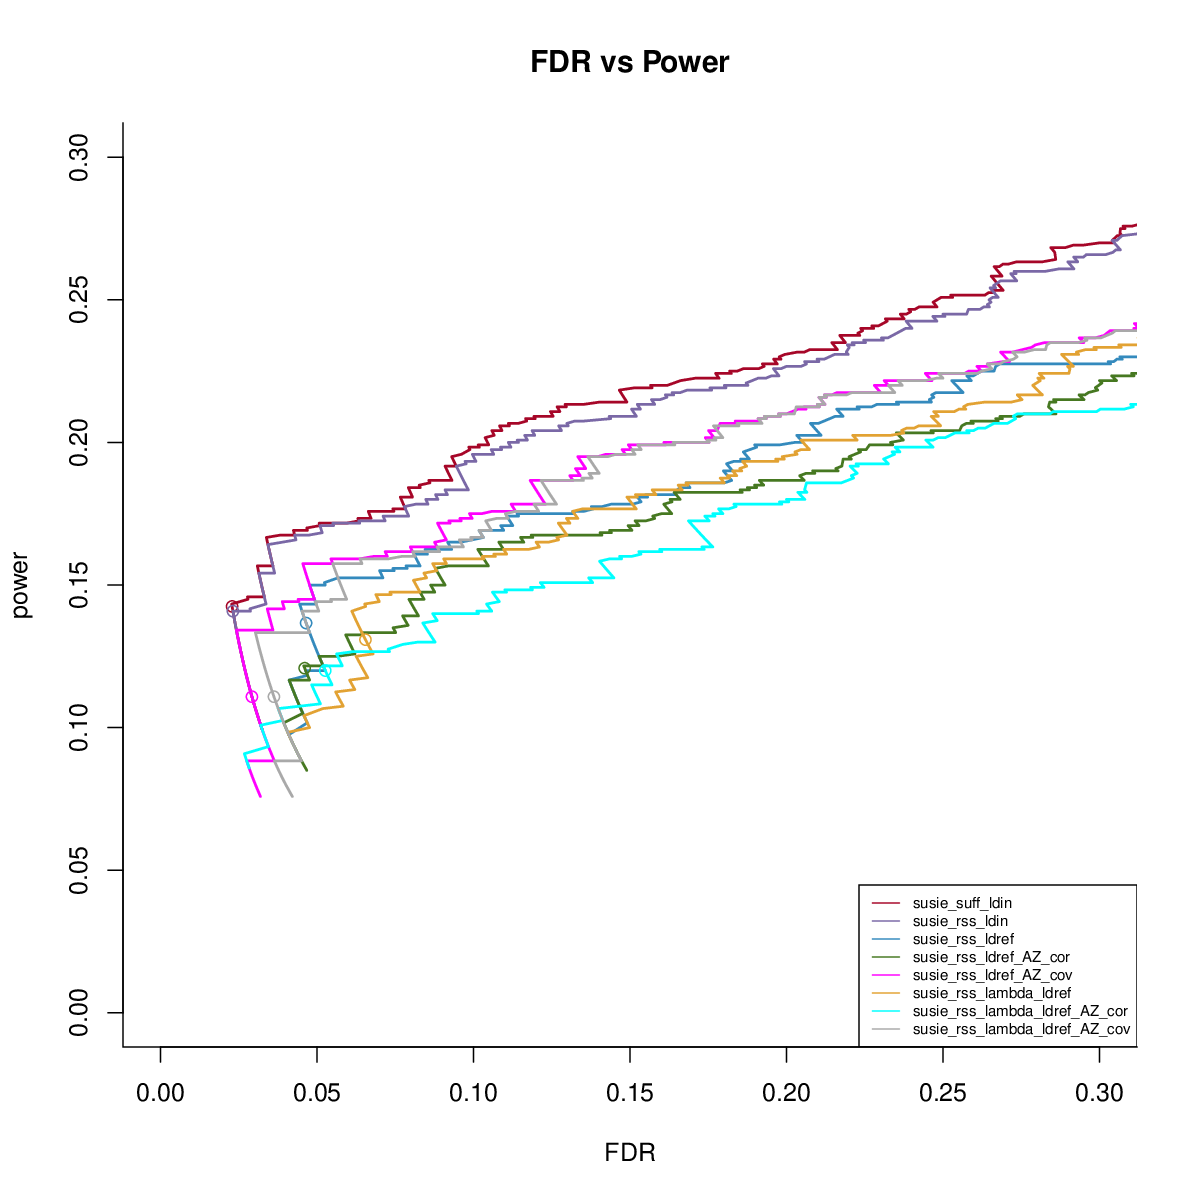 FDR vs Power
power
0.30
0.25
0.20
0.15
0.10
0.05
0.00
susie_suff_ldin
susie_rss_ldin
susie_rss_ldref
susie_rss_ldref_AZ_cor
susie_rss_ldref_AZ_cov
susie_rss_lambda_ldref
susie_rss_lambda_ldref_AZ_cor
susie_rss_lambda_ldref_AZ_cov
0.00 0.05 0.10 0.15 0.20 0.25 0.30
FDR